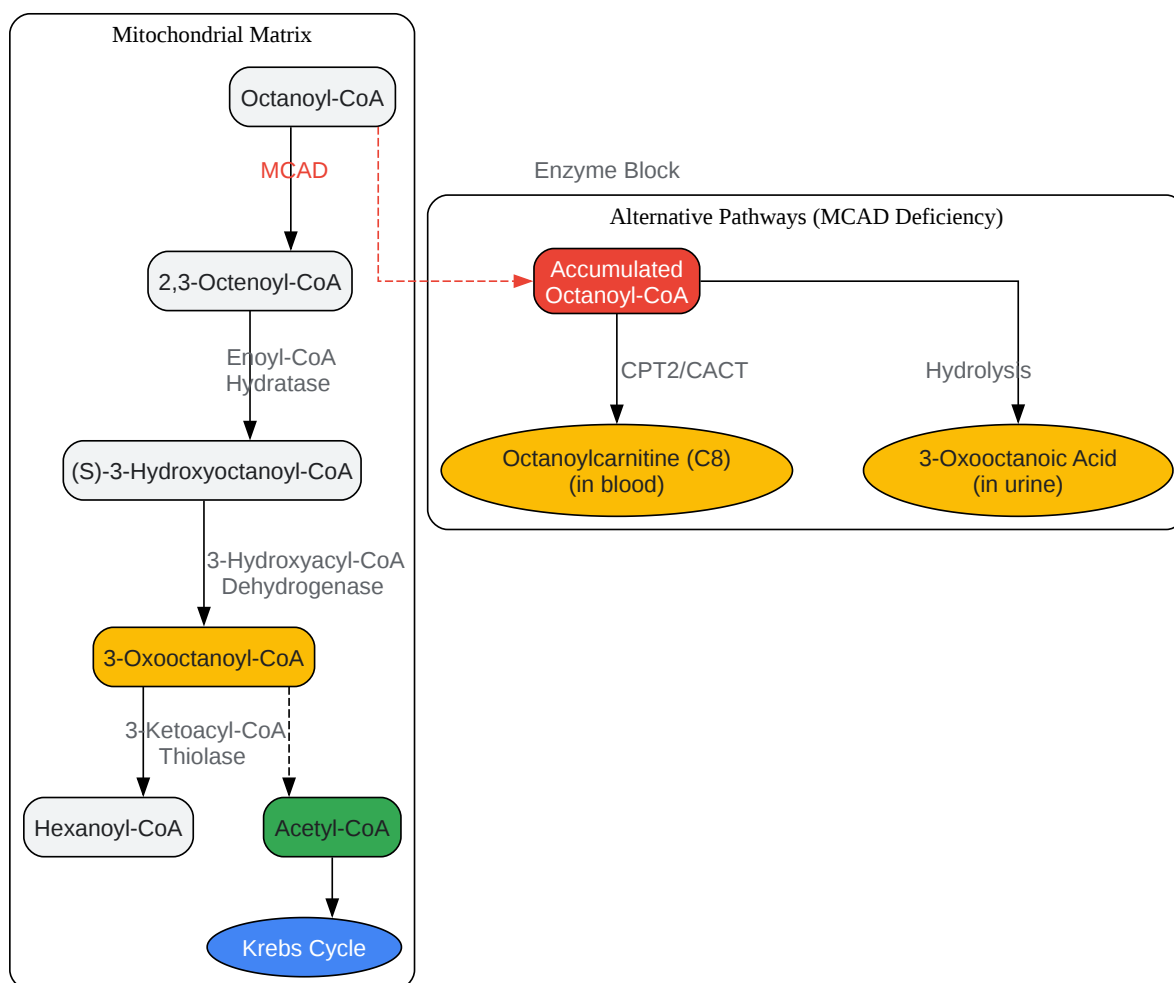 Mitochondrial Matrix
Octanoyl-CoA
MCAD
2,3-Octenoyl-CoA
Enoyl-CoA
Hydratase
(S)-3-Hydroxyoctanoyl-CoA
3-Hydroxyacyl-CoA
Dehydrogenase
3-Oxooctanoyl-CoA
3-Ketoacyl-CoA
Thiolase
Hexanoyl-CoA
Acetyl-CoA
Krebs Cycle
Enzyme Block
Alternative Pathways (MCAD Deficiency)
Accumulated
Octanoyl-CoA
CPT2/CACT
Hydrolysis
Octanoylcarnitine (C8)
(in blood)
3-Oxooctanoic Acid
(in urine)